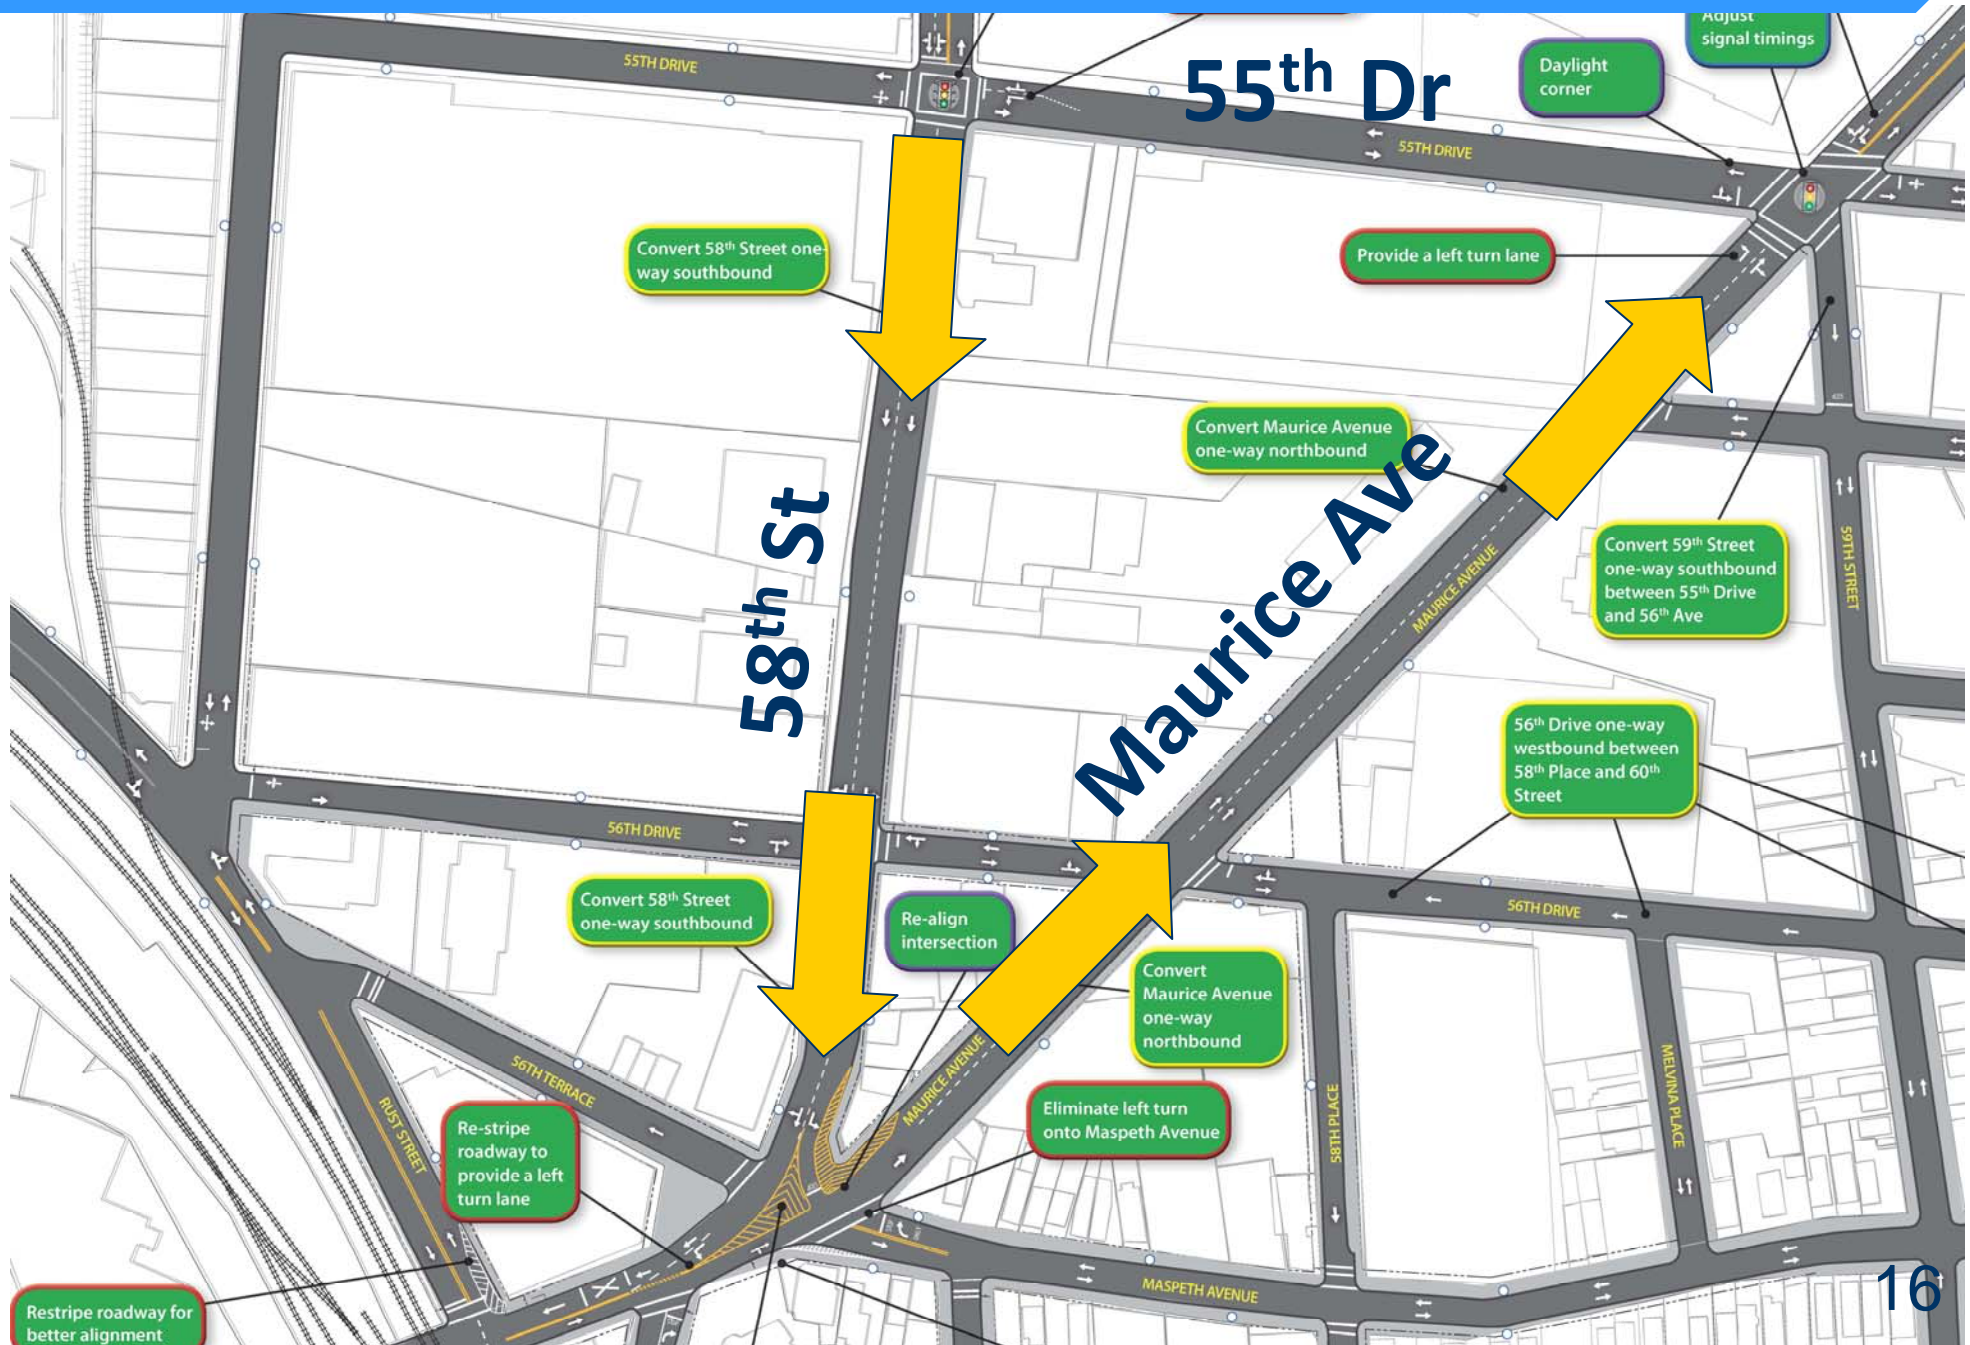 Adjust
signal timings
Daylight
corner
55th Dr
55TH DRIVE
55TH DRIVE
Convert 58th Street one-
way southbound
Provide a left turn lane
Convert Maurice Avenue
one-way northbound
58th St
Maurice Ave
MAURICE AVENUE
Convert 59th Street
one-way southbound
between 55th Drive
and 56th Ave
59TH STREET
56th Drive one-way
westbound between
58th Place and 60th
Street
56TH DRIVE
56TH DRIVE
Convert 58th Street
one-way southbound
Re-align
intersection
Convert
Maurice Avenue
one-way
northbound
MAURICE AVENUE
56TH TERRACE
RUST STREET
Re-stripe
roadway to
provide a left
turn lane
Eliminate left turn
onto Maspeth Avenue
58TH PLACE
MELVINA PLACE
MASPETH AVENUE
Restripe roadway for
better alignment
16